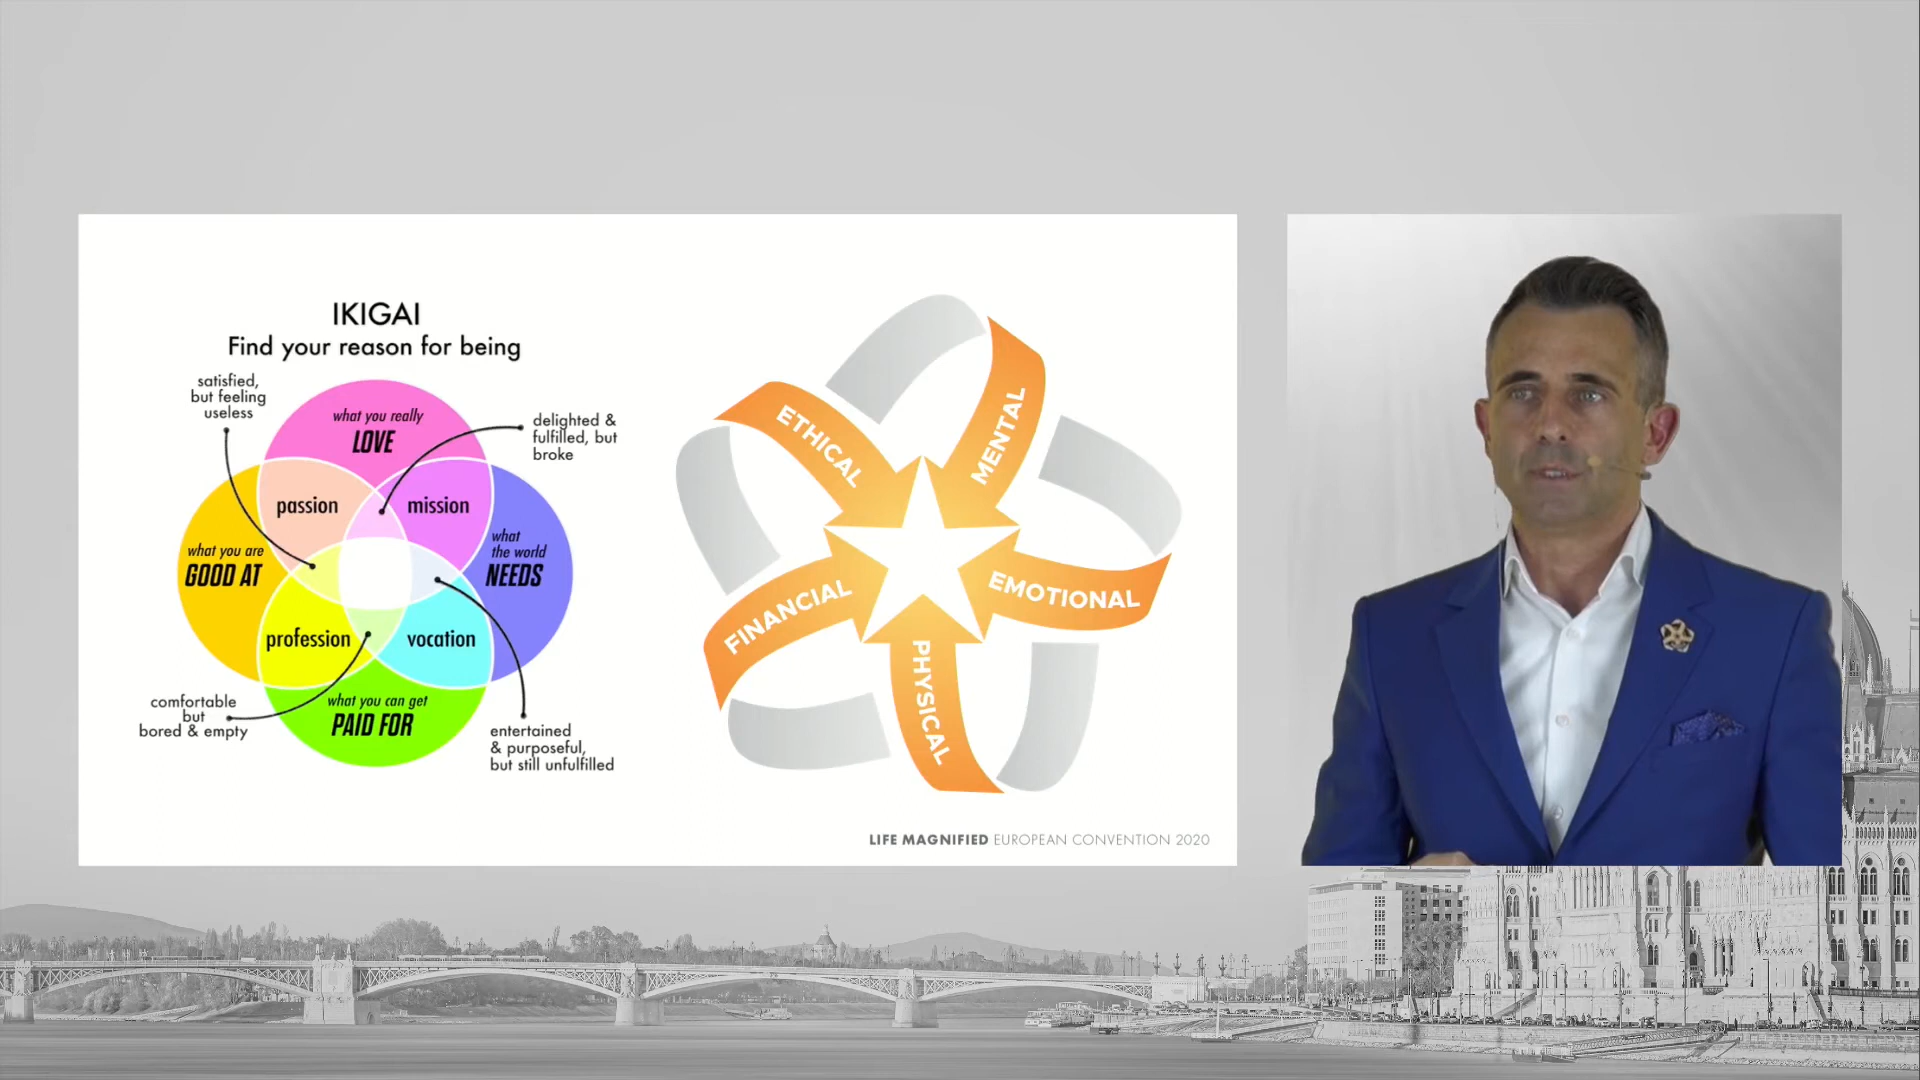 IKIGAI
Find your reason for being
satisfied,
but feeling
useless
what you really
LOVE
delighted &
fulfilled, but
broke
passion
mission
what you are
GOOD AT
what
the world
NEEDS
profession
vocation
what you can get
PAID FOR
comfortable
but
bored & empty
entertained
& purposeful,
but still unfulfilled
ETHICAL
MENTAL
FINANCIAL
EMOTIONAL
PHYSICAL
LIFE MAGNIFIED EUROPEAN CONVENTION 2020